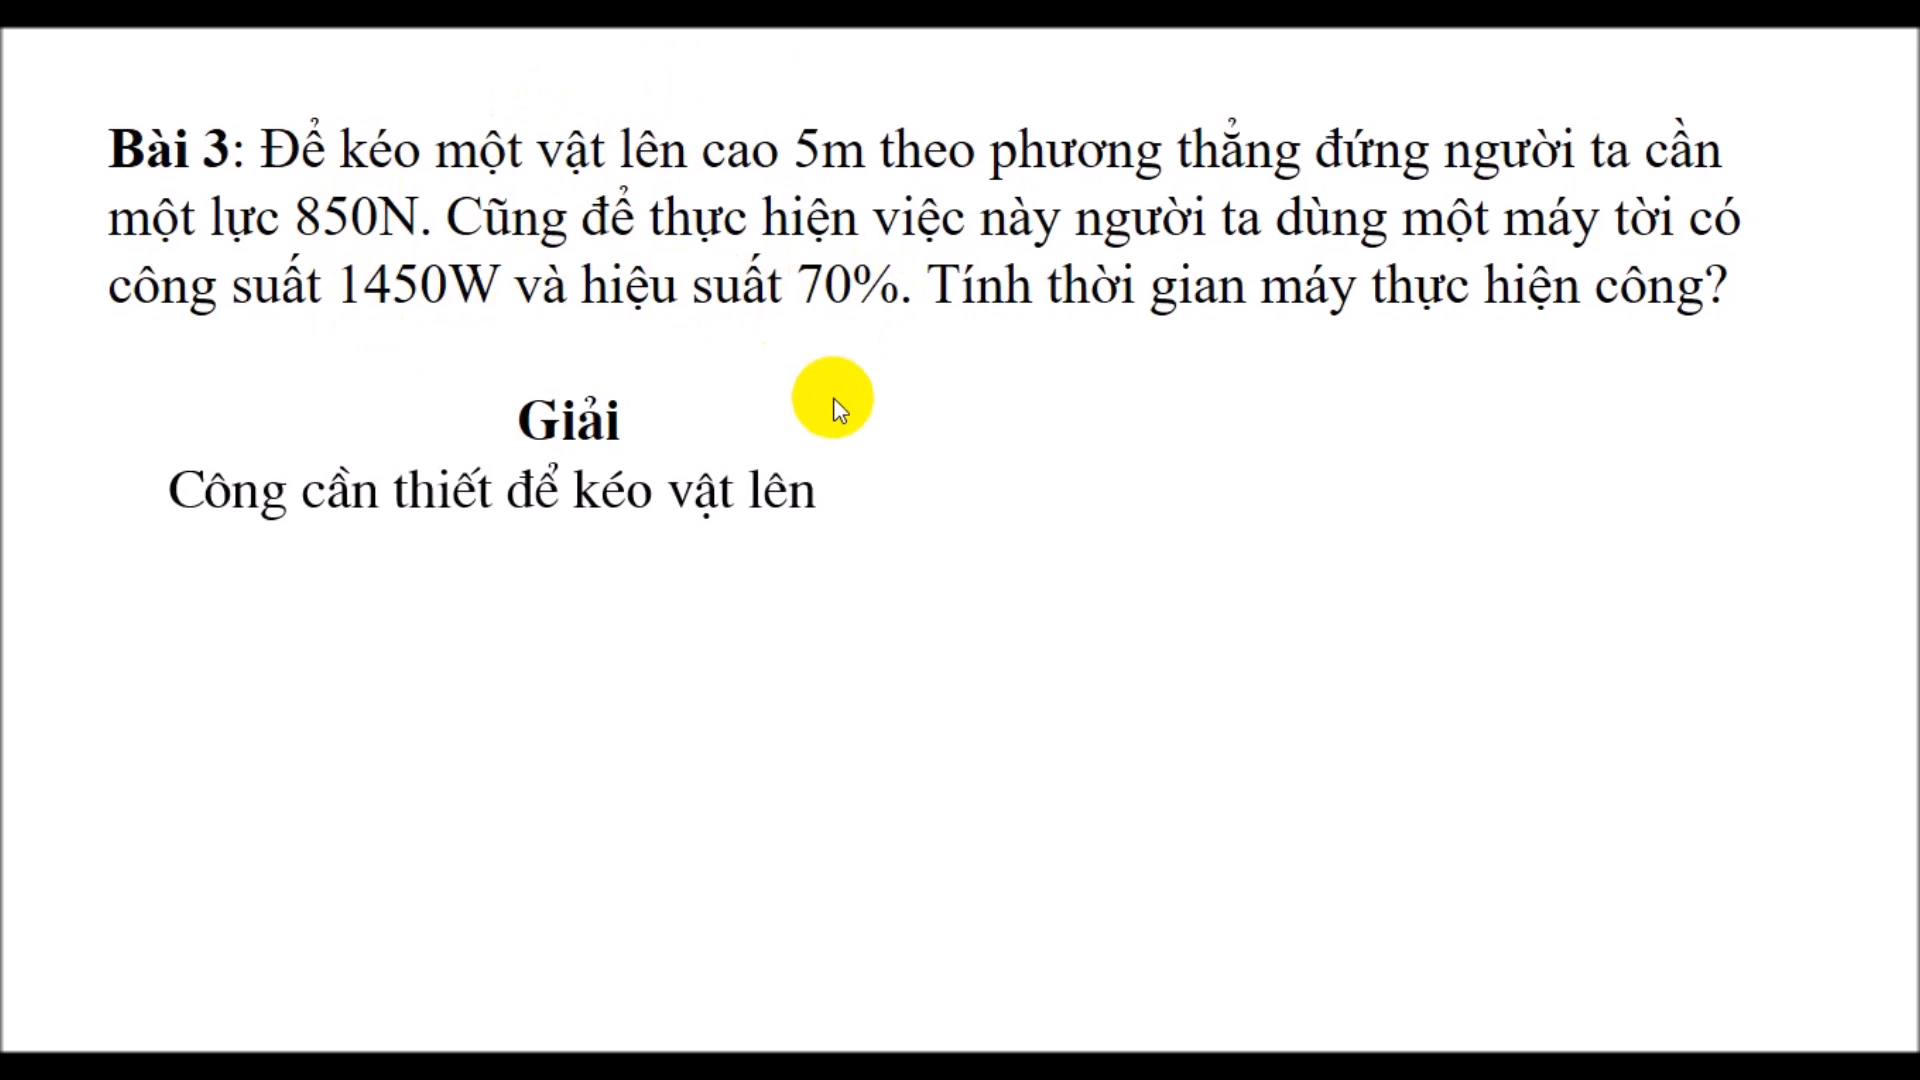 Bài 3: Để kéo một vật lên cao 5m theo phương thẳng đứng người ta cần
một lực 850N. Cũng để thực hiện việc này người ta dùng một máy tời có
công suất 1450W và hiệu suất 70%. Tính thời gian máy thực hiện công?
Giải
Công cần thiết để kéo vật lên